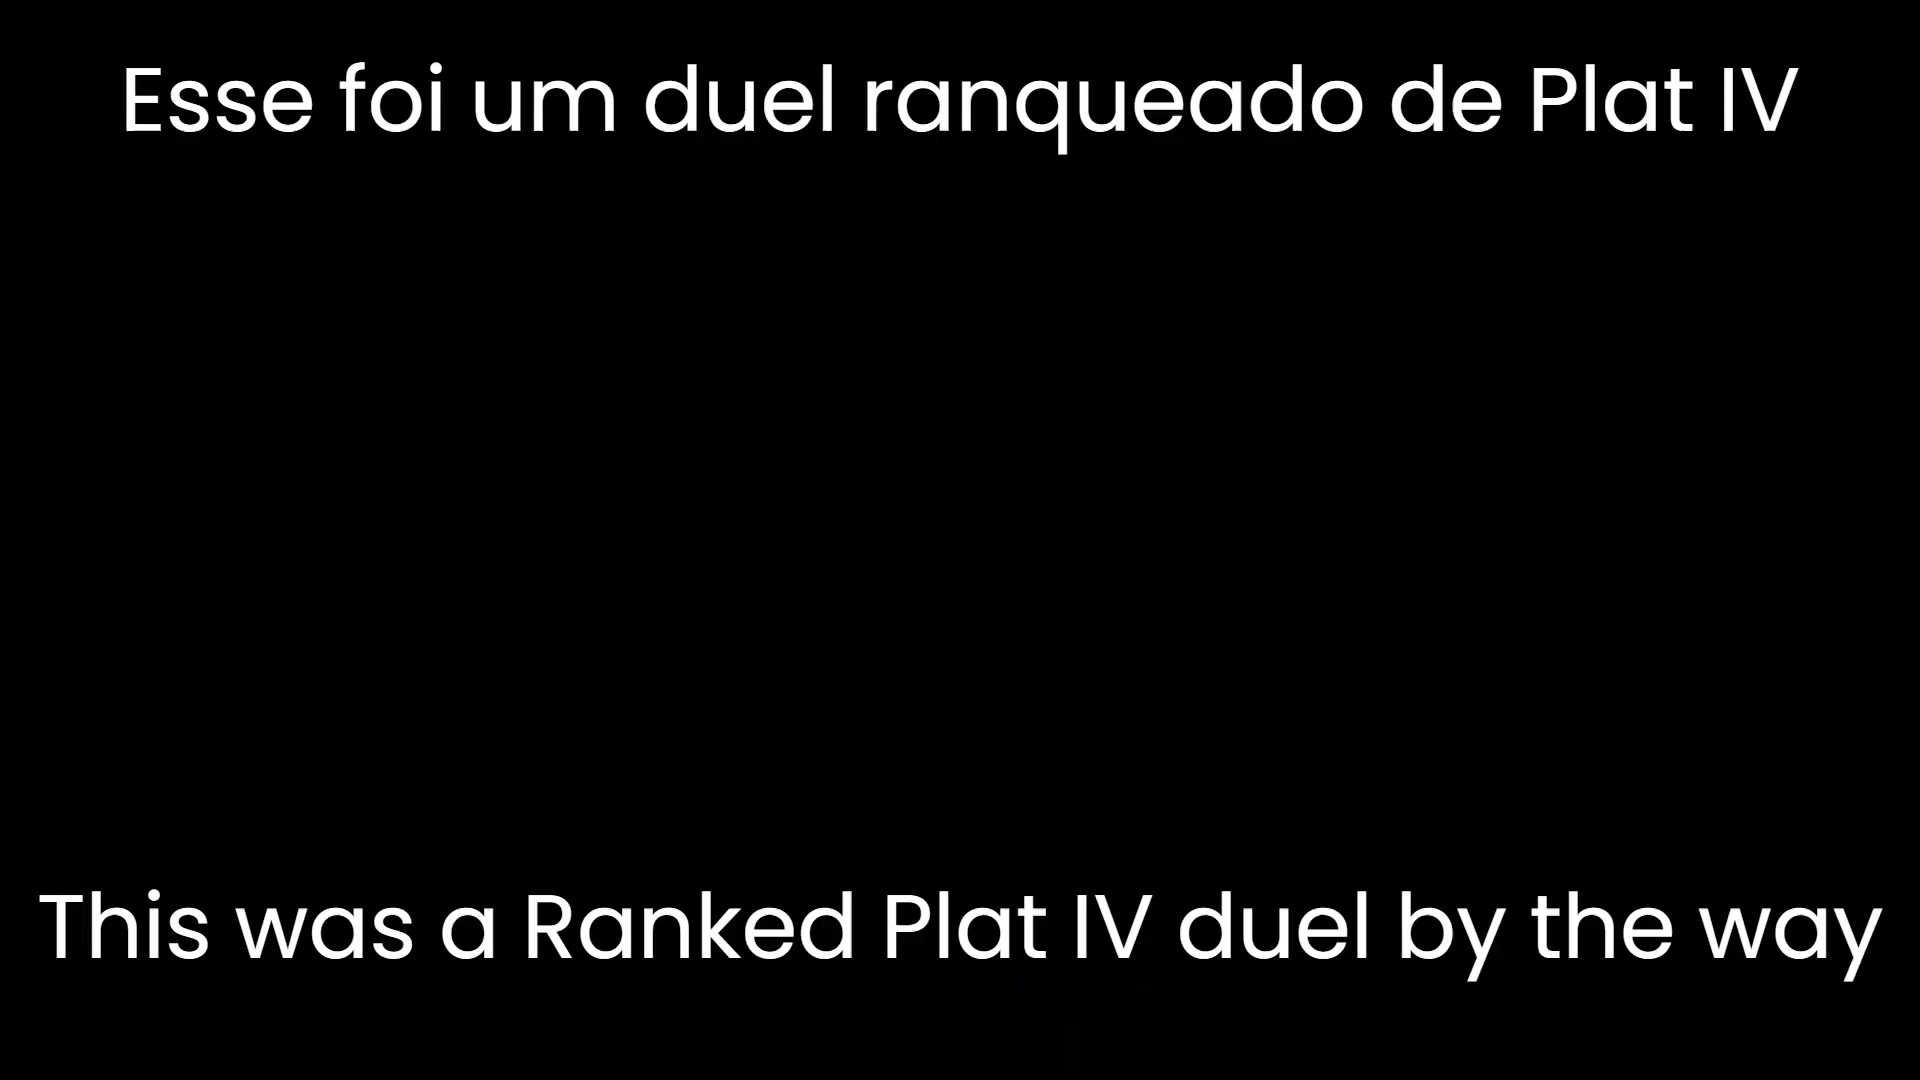 Esse foi um duel ranqueado de Plat IV
This was a Ranked Plat IV duel by the way